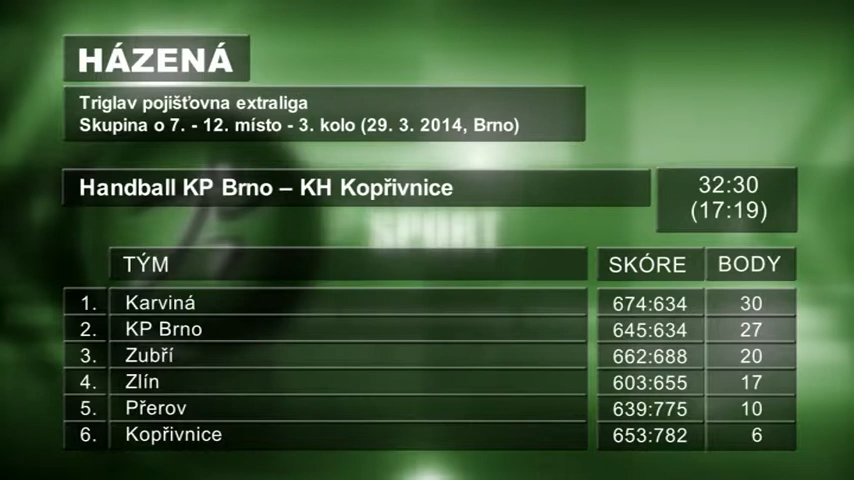 HÁZENÁ
Triglav pojišťovna extraliga
Skupina o 7. - 12. místo - 3. kolo (29. 3. 2014, Brno)
Handball KP Brno – KH Kopřivnice 32:30
(17:19)
SPORT
TÝM SKÓRE BODY
1. Karviná 674:634 30
2. KP Brno 645:634 27
3. Zubří 662:688 20
4. Zlín 603:655 17
5. Přerov 639:775 10
6. Kopřivnice 653:782 6